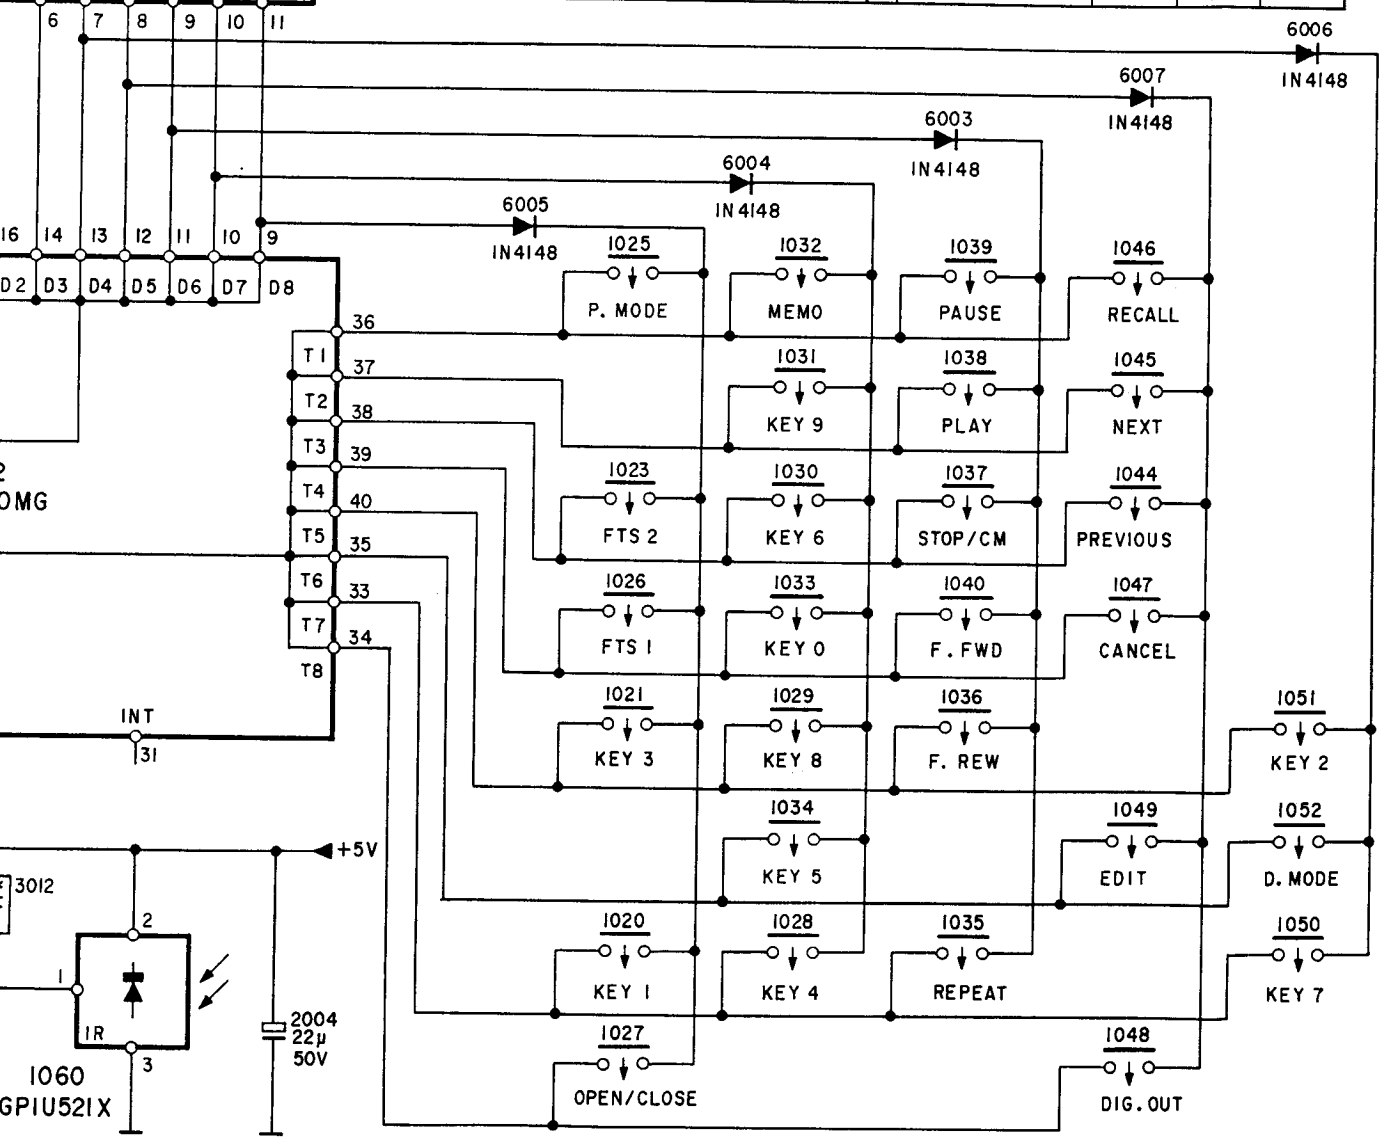 6 7 8 9 10 11
6006
1N4148
6007
1N4148
6003
1N4148
6004
1N4148
6005
1N4148
16 14 13 12 11 10 9
D2 D3 D4 D5 D6 D7 D8
1025 1032 1039 1046
P. MODE MEMO PAUSE RECALL
36
T1
37
1031 1038 1045
KEY 9 PLAY NEXT
T2
38
T3
39
1023 1030 1037 1044
FTS 2 KEY 6 STOP/CM PREVIOUS
T4
40
T5
35
1026 1033 1040 1047
FTS 1 KEY 0 F. FWD CANCEL
T6
33
T7
34
T8
2
OMG
1021 1029 1036 1051
KEY 3 KEY 8 F. REW KEY 2
INT
31
1034 1049 1052
KEY 5 EDIT D. MODE
+5V
3012
1020 1028 1035 1050
KEY 1 KEY 4 REPEAT KEY 7
2
1
IR
3
2004
22µ
50V
1027 1048
OPEN/CLOSE DIG. OUT
1060
GP1U521X